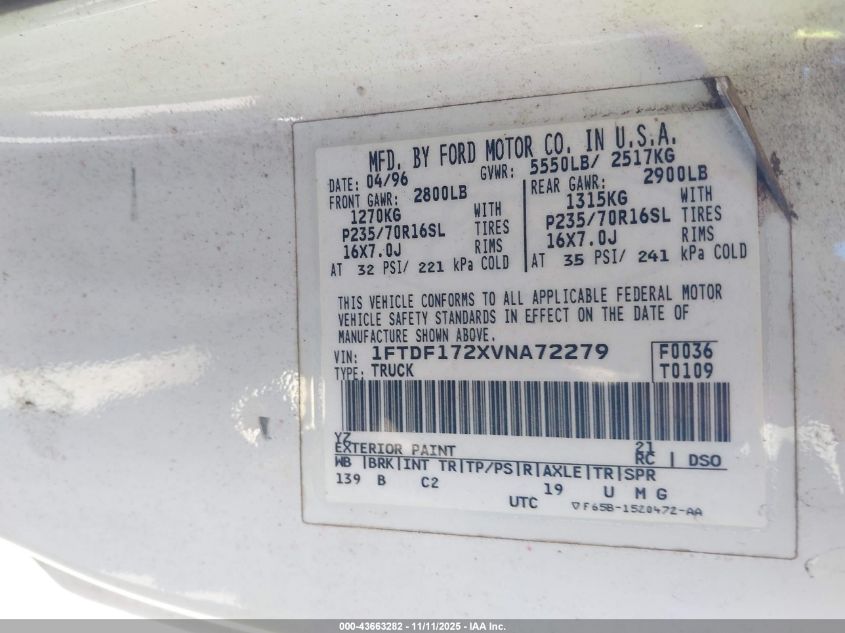 MFD. BY FORD MOTOR CO. IN U.S.A.
DATE: 04/96 GVWR: 5550LB/ 2517KG
FRONT GAWR: 2800LB REAR GAWR: 2900LB
1270KG WITH 1315KG WITH
P235/70R16SL TIRES P235/70R16SL TIRES
16X7.0J RIMS 16X7.0J RIMS
AT 32 PSI/ 221 kPa COLD AT 35 PSI/ 241 kPa COLD
THIS VEHICLE CONFORMS TO ALL APPLICABLE FEDERAL MOTOR
VEHICLE SAFETY STANDARDS IN EFFECT ON THE DATE OF
MANUFACTURE SHOWN ABOVE.
VIN: 1FTDF172XVNA72279 F0036
TYPE: TRUCK T0109
YZ 21
EXTERIOR PAINT RC | DSO
WB |BRK|INT TR|TP/PS|R|AXLE|TR|SPR
139 B C2 19 U M G
UTC ▽F65B-1520472-AA
000-43663282 - 11/11/2025 - IAA Inc.